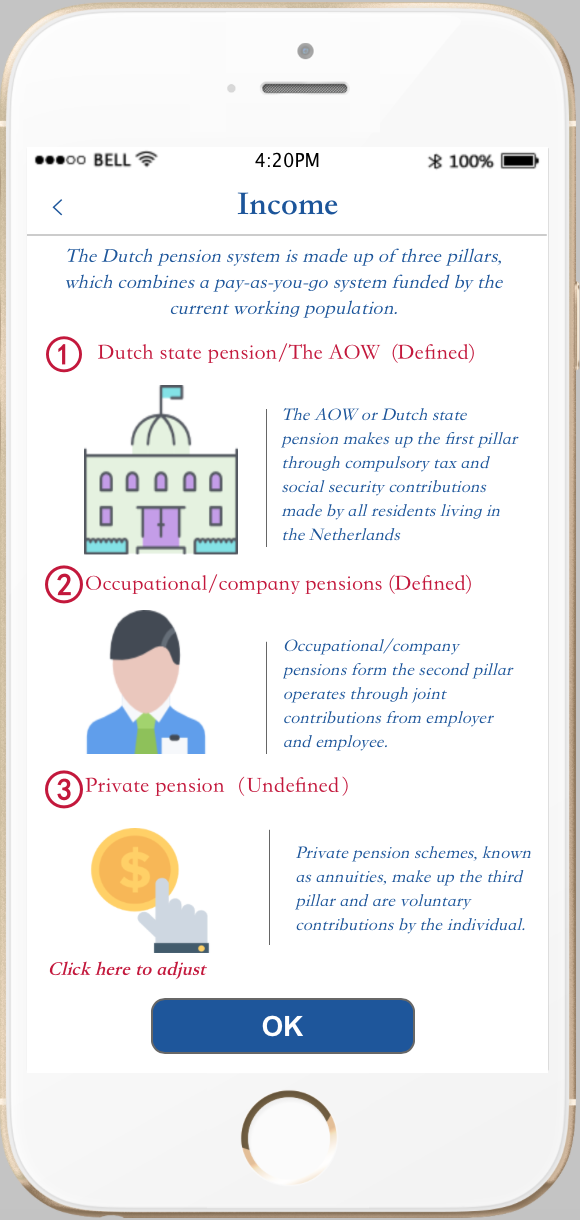 BELL 4:20PM 100%
Income
The Dutch pension system is made up of three pillars,
which combines a pay-as-you-go system funded by the
current working population.
1 Dutch state pension/The AOW (Defined)
The AOW or Dutch state
pension makes up the first pillar
through compulsory tax and
social security contributions
made by all residents living in
the Netherlands
2 Occupational/company pensions (Defined)
Occupational/company
pensions form the second pillar
operates through joint
contributions from employer
and employee.
3 Private pension (Undefined)
$
Private pension schemes, known
as annuities, make up the third
pillar and are voluntary
contributions by the individual.
Click here to adjust
OK